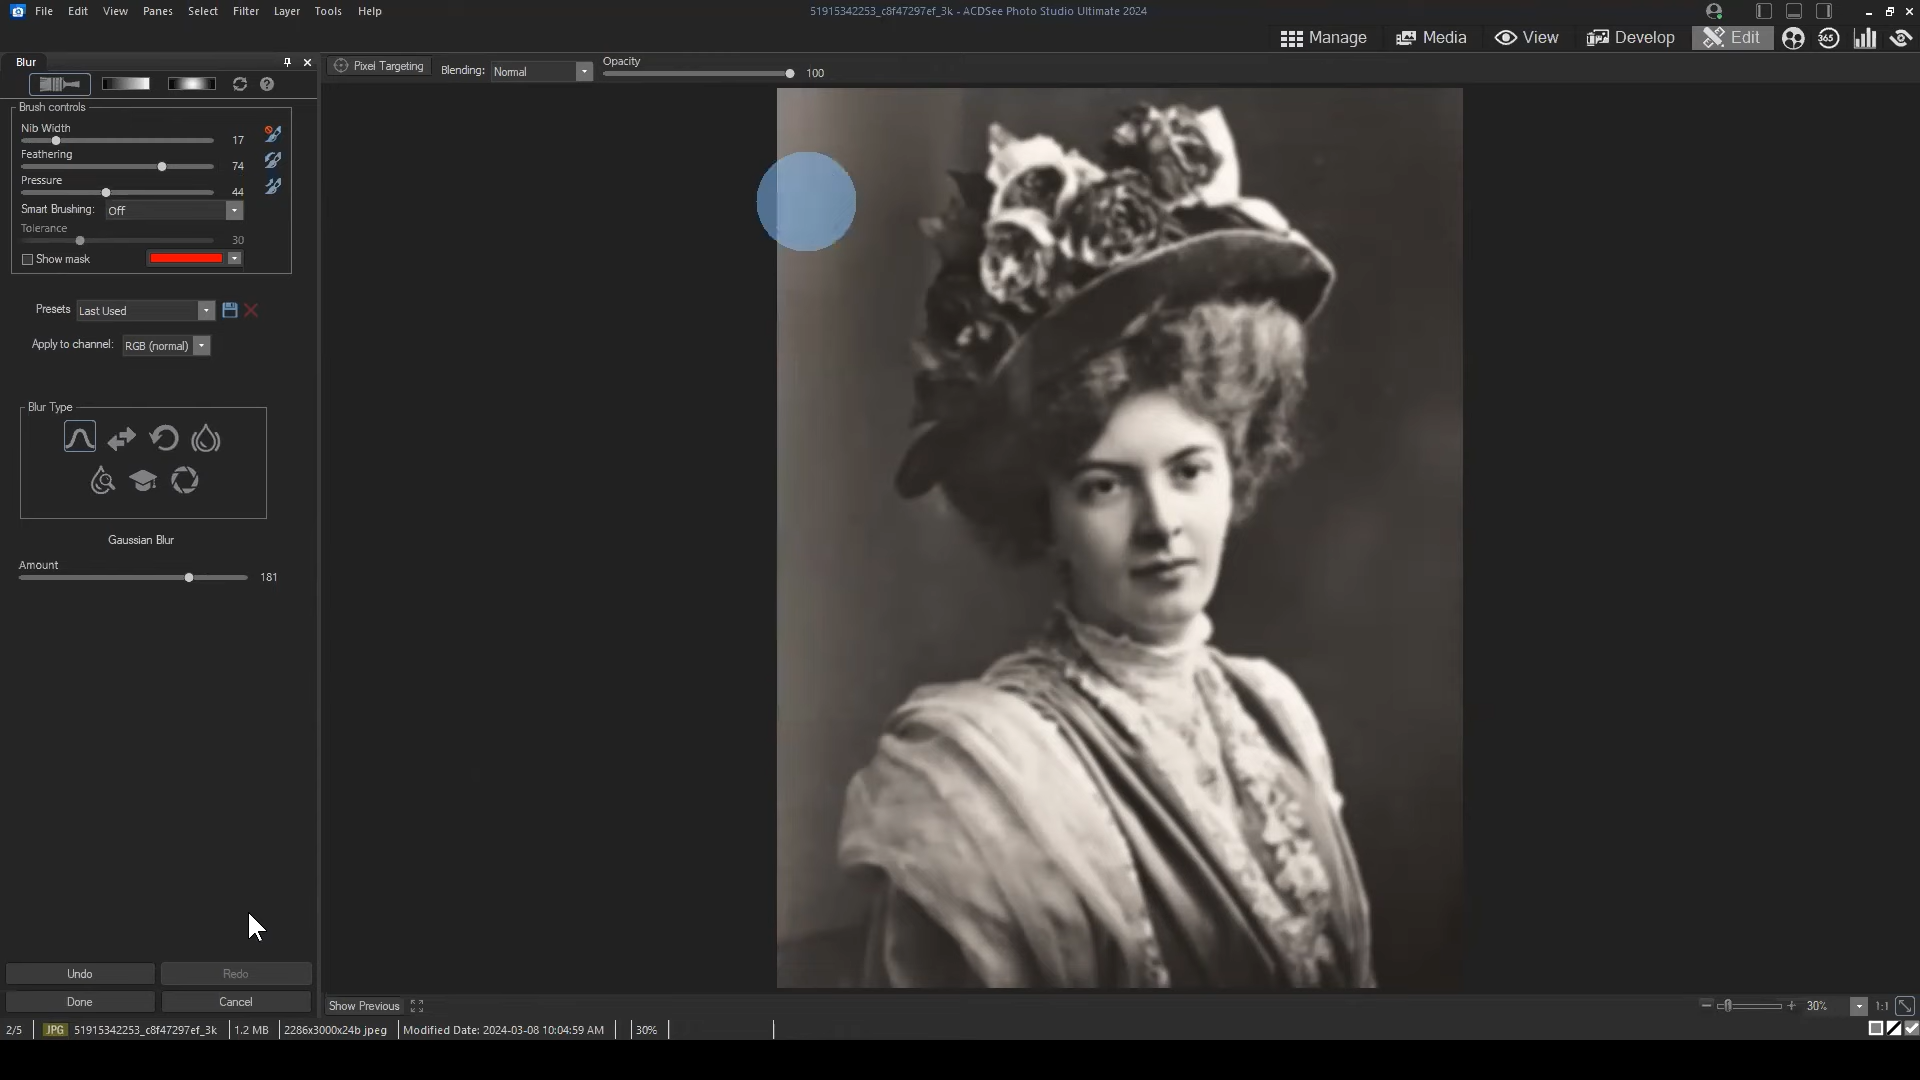 File Edit View Panes Select Filter Layer Tools Help
51915342253_c8f47297ef_3k - ACDSee Photo Studio Ultimate 2024
Manage Media View Develop Edit 365
Blur
Pixel Targeting Blending: Normal Opacity 100
Brush controls
Nib Width 17
Feathering 74
Pressure 44
Smart Brushing: Off
Tolerance 30
Show mask
Presets Last Used
Apply to channel: RGB (normal)
Blur Type
Gaussian Blur
Amount 181
Undo Redo
Done Cancel
Show Previous 30% 1:1
2/5 JPG 51915342253_c8f47297ef_3k 1.2 MB 2286x3000x24b jpeg Modified Date: 2024-03-08 10:04:59 AM 30%